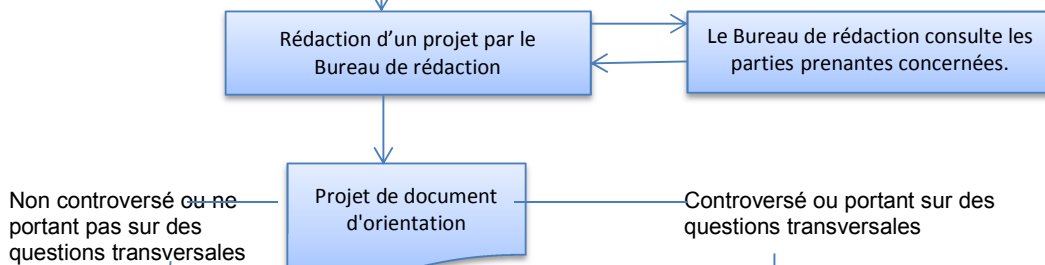 Rédaction d’un projet par le
Bureau de rédaction
Le Bureau de rédaction consulte les
parties prenantes concernées.
Non controversé ou ne
portant pas sur des
questions transversales
Projet de document
d'orientation
Controversé ou portant sur des
questions transversales